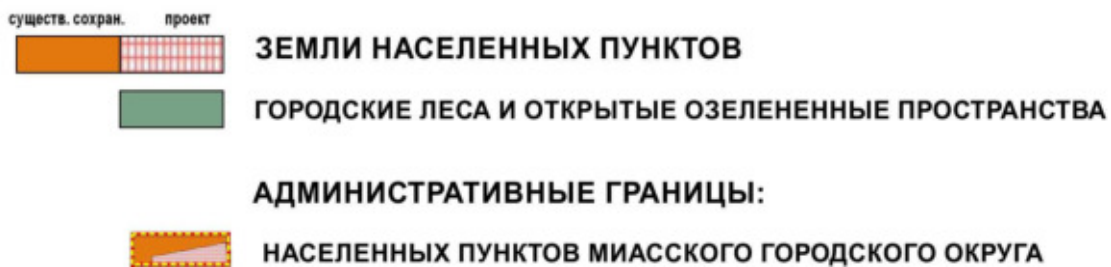 существ. сохран. проект
ЗЕМЛИ НАСЕЛЕННЫХ ПУНКТОВ
ГОРОДСКИЕ ЛЕСА И ОТКРЫТЫЕ ОЗЕЛЕНЕННЫЕ ПРОСТРАНСТВА
АДМИНИСТРАТИВНЫЕ ГРАНИЦЫ:
НАСЕЛЕННЫХ ПУНКТОВ МИАССКОГО ГОРОДСКОГО ОКРУГА